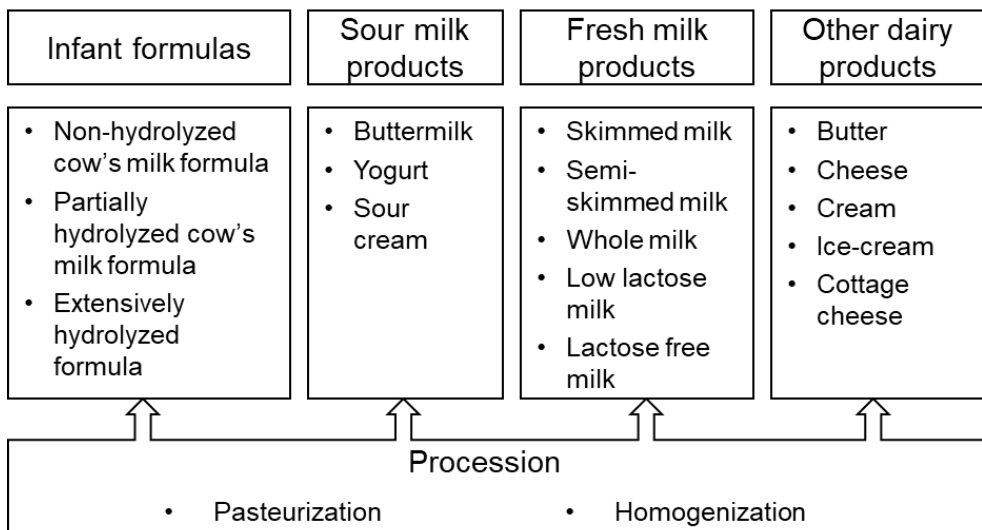 Infant formulas
Sour milk
products
Fresh milk
products
Other dairy
products
• Non-hydrolyzed
cow's milk formula
• Partially
hydrolyzed cow's
milk formula
• Extensively
hydrolyzed
formula
• Buttermilk
• Yogurt
• Sour
cream
• Skimmed milk
• Semi-
skimmed milk
• Whole milk
• Low lactose
milk
• Lactose free
milk
• Butter
• Cheese
• Cream
• Ice-cream
• Cottage
cheese
Procession
• Pasteurization
• Homogenization